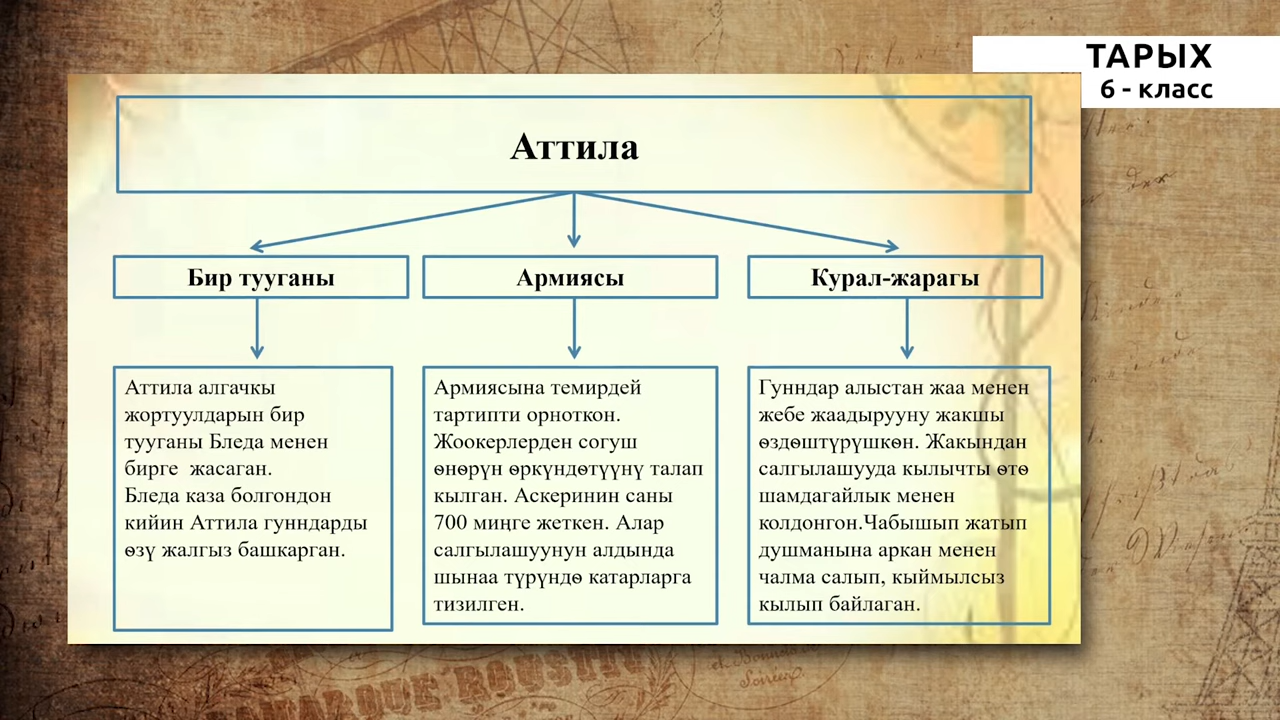 ТАРЫХ
6 - класс
Аттила
Бир тууганы
Армиясы
Курал-жарагы
Аттила алгачкы
жортуулдарын бир
тууганы Бледа менен
бирге жасаган.
Бледа каза болгондон
кийин Аттила гунндарды
өзү жалгыз башкарган.
Армиясына темирдей
тартипти орноткон.
Жоокерлерден согуш
өнөрүн өркүндөтүүнү талап
кылган. Аскеринин саны
700 миңге жеткен. Алар
салгылашуунун алдында
шынаа түрүндө катарларга
тизилген.
Гунндар алыстан жаа менен
жебе жаадырууну жакшы
өздөштүрүшкөн. Жакындан
салгылашууда кылычты өтө
шамдагайлык менен
колдонгон.Чабышып жатып
душманына аркан менен
чалма салып, кыймылсыз
кылып байлаган.